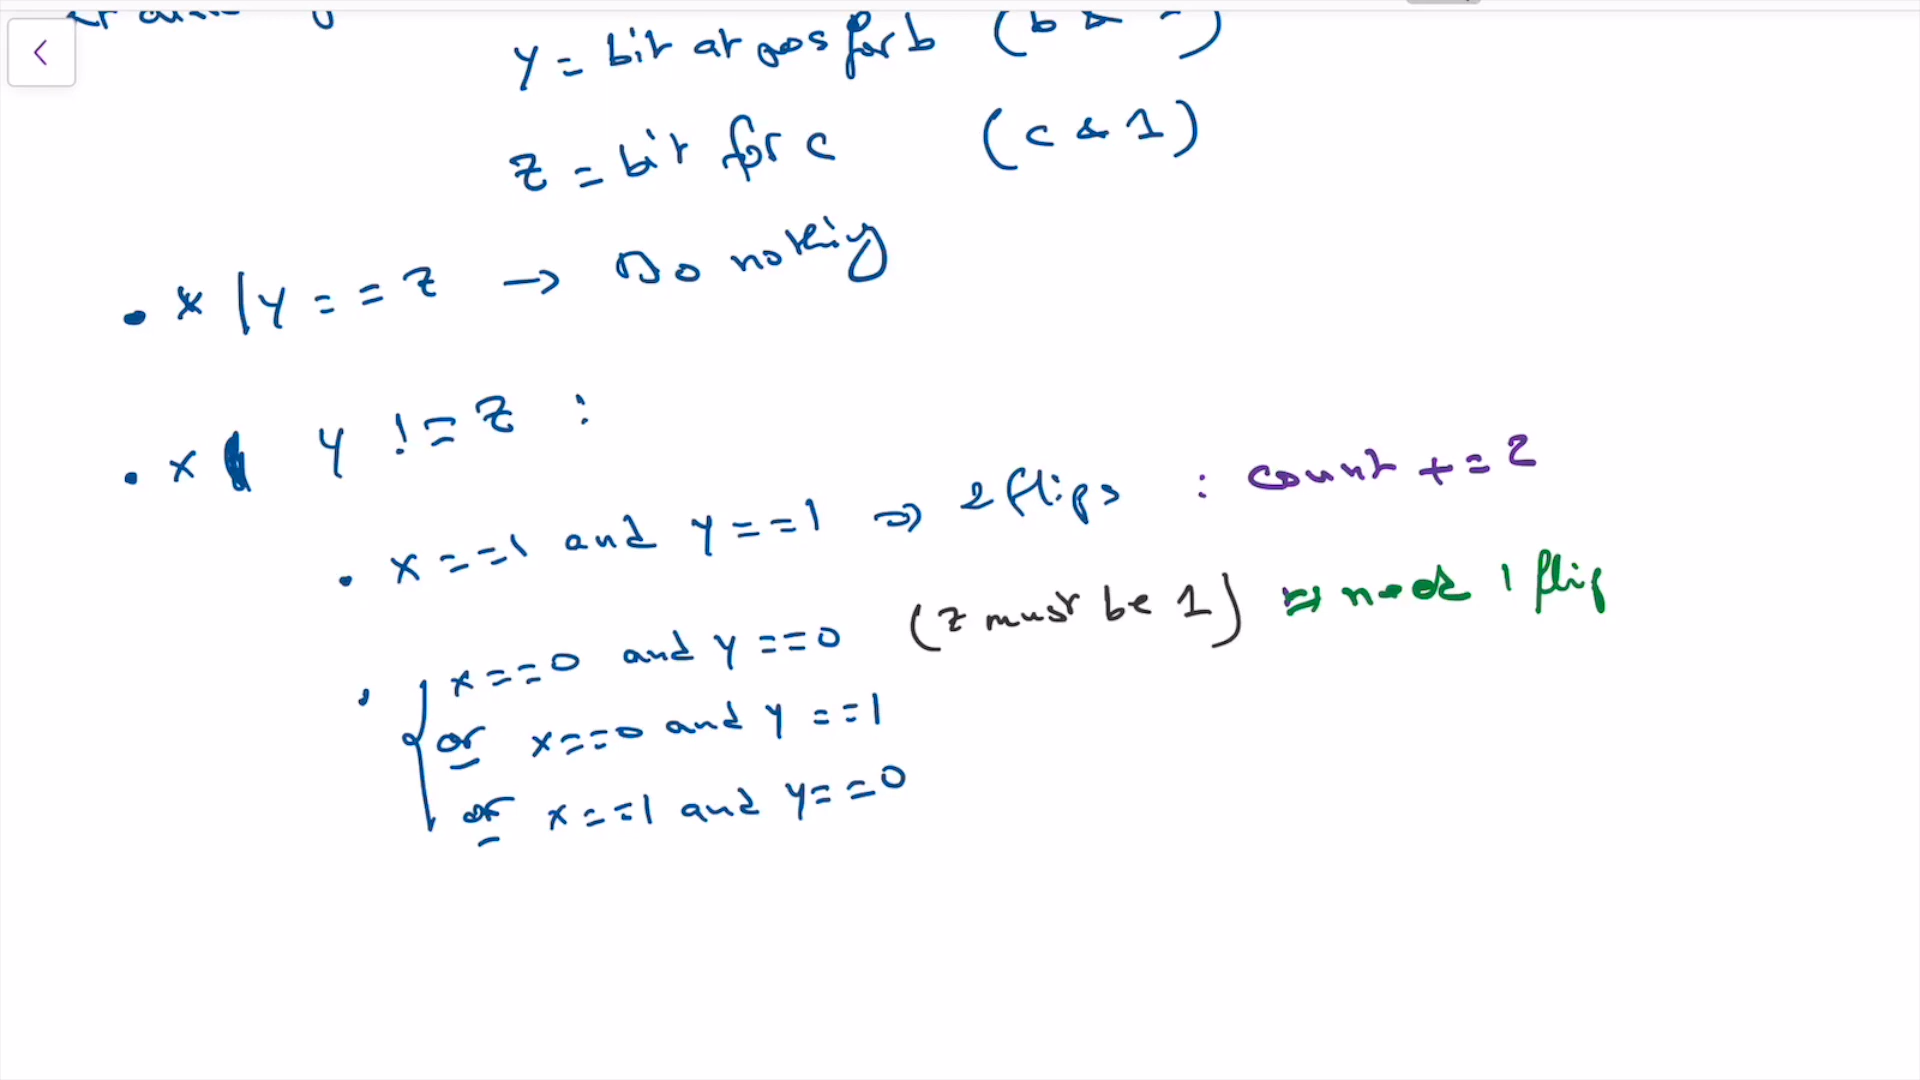 y = bit at pos for b (b &
z = bit for c (c & 1)
• x | y == z → Do nothing
• x | y != z :
• x==1 and y==1 => 2 flips : count += 2
• x==0 and y==0 (z must be 1) => need 1 flip
or x==0 and y==1
or x==1 and y==0